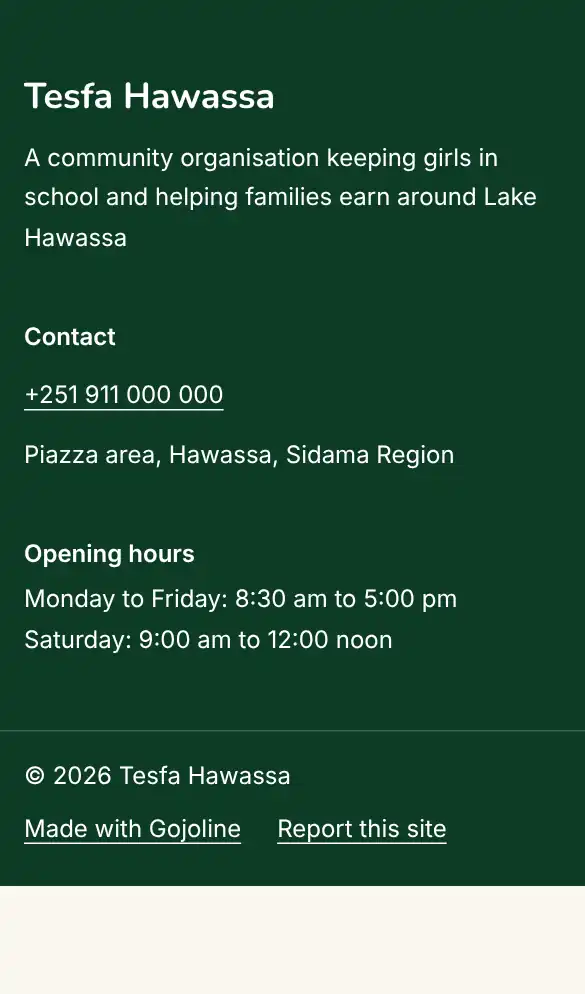 Tesfa Hawassa
A community organisation keeping girls in
school and helping families earn around Lake
Hawassa
Contact
+251 911 000 000
Piazza area, Hawassa, Sidama Region
Opening hours
Monday to Friday: 8:30 am to 5:00 pm
Saturday: 9:00 am to 12:00 noon
© 2026 Tesfa Hawassa
Made with Gojoline Report this site